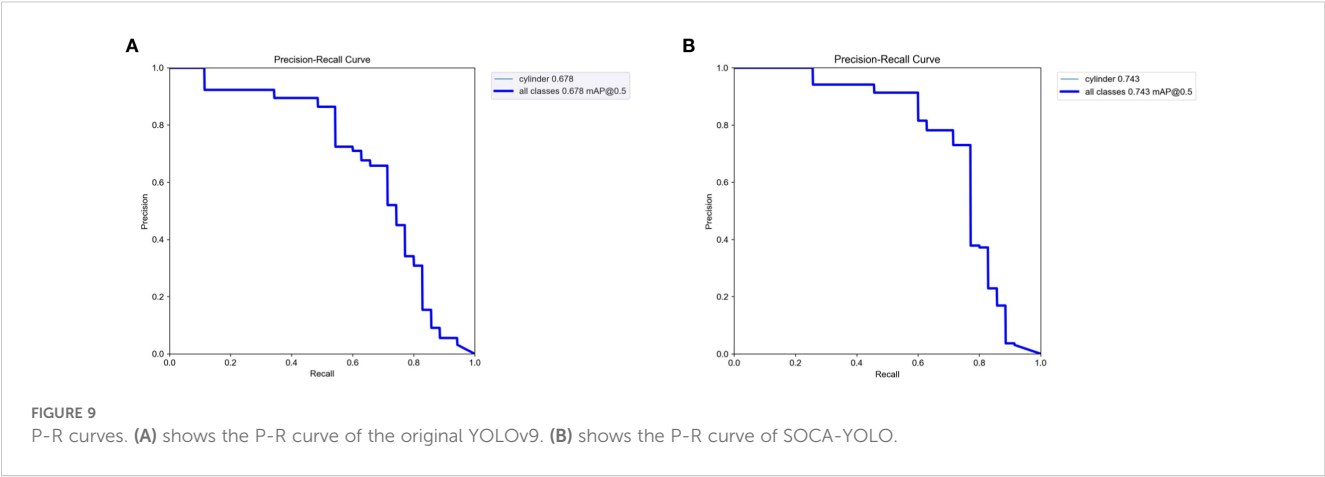 A
Precision-Recall Curve
cylinder 0.678
all classes 0.678 mAP@0.5
1.0
0.8
0.6
0.4
0.2
0.0
Precision
0.0 0.2 0.4 0.6 0.8 1.0
Recall
B
Precision-Recall Curve
cylinder 0.743
all classes 0.743 mAP@0.5
1.0
0.8
0.6
0.4
0.2
0.0
Precision
0.0 0.2 0.4 0.6 0.8 1.0
Recall
FIGURE 9
P-R curves. (A) shows the P-R curve of the original YOLOv9. (B) shows the P-R curve of SOCA-YOLO.